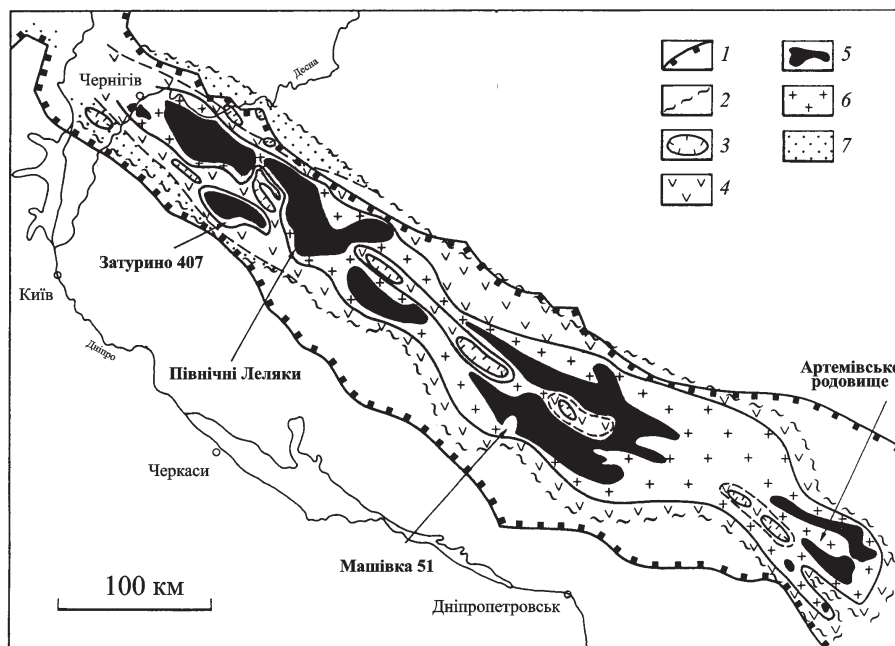 Чернігів
Десна
1
2
3
4
5
6
7
Затурино 407
Київ
Дніпро
Північні Леляки
Артемівське
родовище
Черкаси
Машівка 51
100 км
Дніпропетровськ